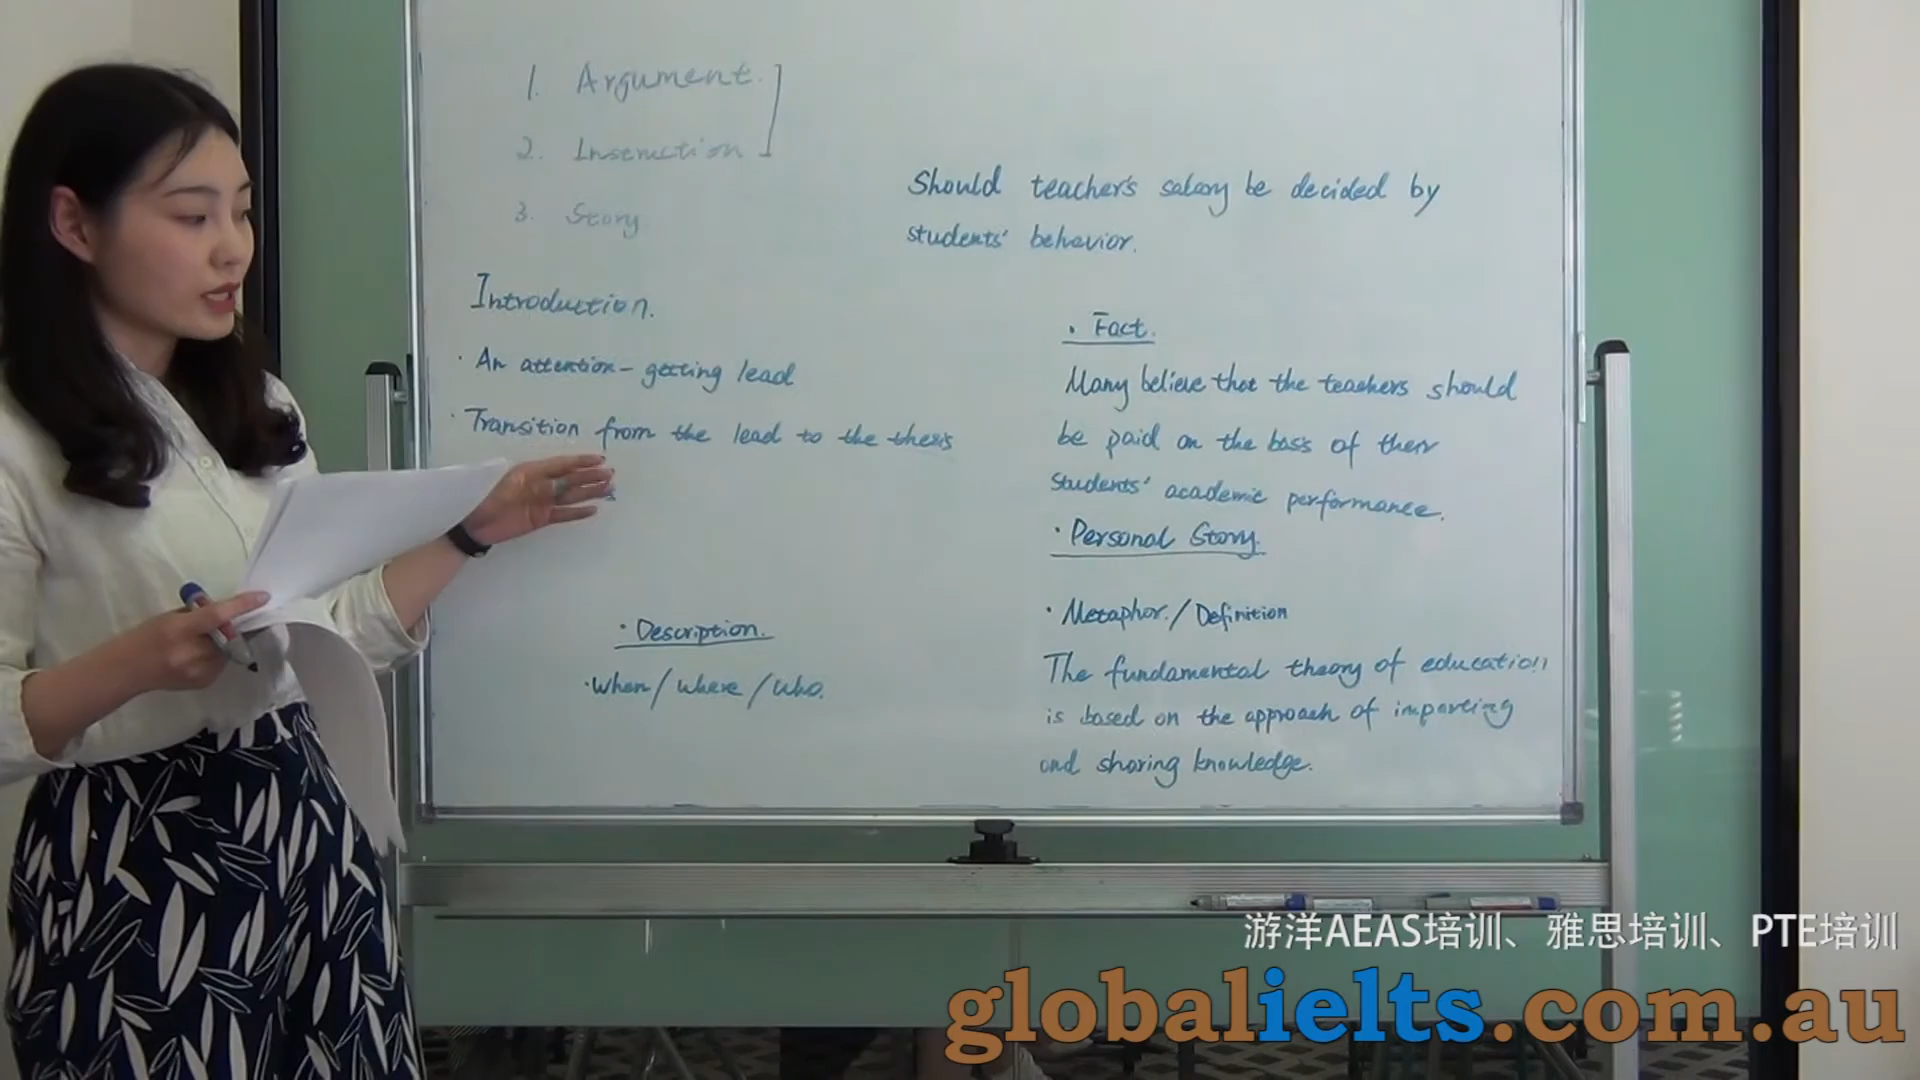 1. Argument.
2. Instruction
3. Story
Should teacher's salary be decided by
students' behavior.
Introduction.
· An attention-getting lead
· Transition from the lead to the thesis
· Description.
· When/where/who.
· Fact.
Many believe that the teachers should
be paid on the basis of their
students' academic performance.
· Personal Story.
· Metaphor./Definition
The fundamental theory of education
is based on the approach of imparting
and sharing knowledge.
游洋AEAS培训、雅思培训、PTE培训
globalielts.com.au